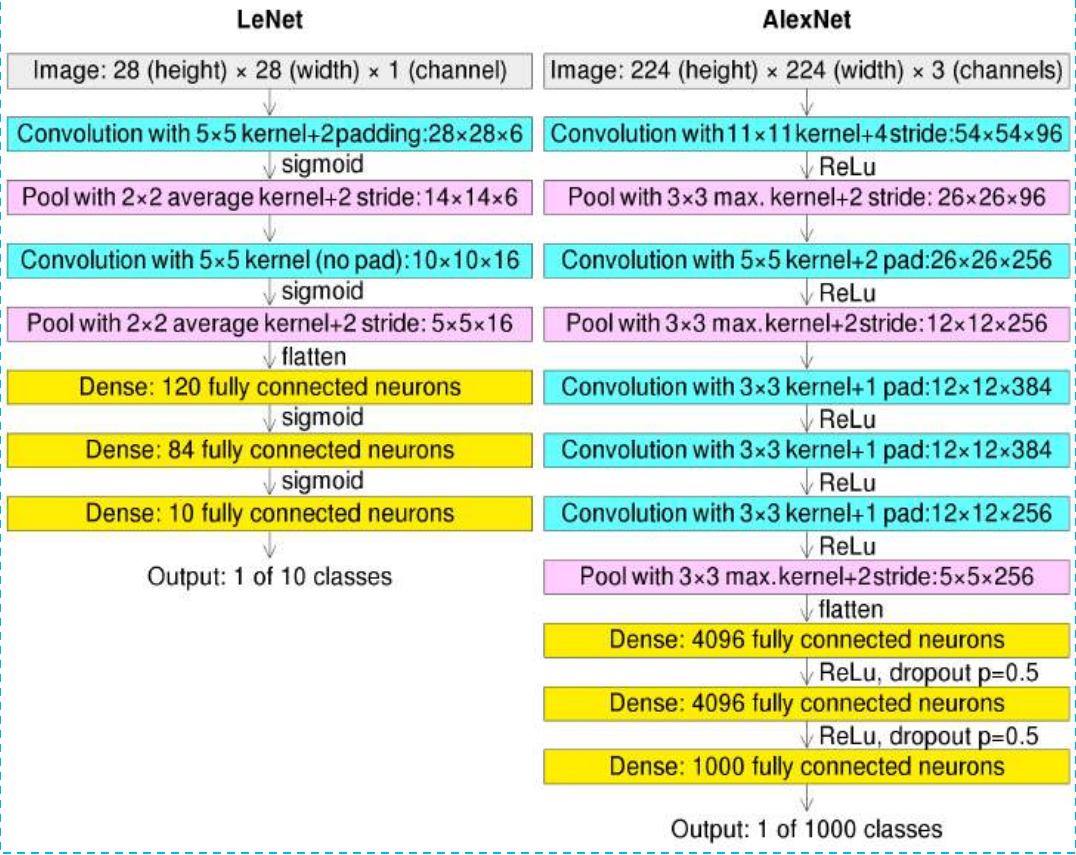 LeNet
Image: 28 (height) × 28 (width) × 1 (channel)
Convolution with 5×5 kernel+2padding:28×28×6
sigmoid
Pool with 2×2 average kernel+2 stride:14×14×6
Convolution with 5×5 kernel (no pad):10×10×16
sigmoid
Pool with 2×2 average kernel+2 stride: 5×5×16
flatten
Dense: 120 fully connected neurons
sigmoid
Dense: 84 fully connected neurons
sigmoid
Dense: 10 fully connected neurons
Output: 1 of 10 classes
AlexNet
Image: 224 (height) × 224 (width) × 3 (channels)
Convolution with 11×11 kernel+4 stride:54×54×96
ReLu
Pool with 3×3 max. kernel+2 stride: 26×26×96
Convolution with 5×5 kernel+2 pad:26×26×256
ReLu
Pool with 3×3 max.kernel+2stride:12×12×256
Convolution with 3×3 kernel+1 pad:12×12×384
ReLu
Convolution with 3×3 kernel+1 pad:12×12×384
ReLu
Convolution with 3×3 kernel+1 pad:12×12×256
ReLu
Pool with 3×3 max.kernel+2stride:5×5×256
flatten
Dense: 4096 fully connected neurons
ReLu, dropout p=0.5
Dense: 4096 fully connected neurons
ReLu, dropout p=0.5
Dense: 1000 fully connected neurons
Output: 1 of 1000 classes